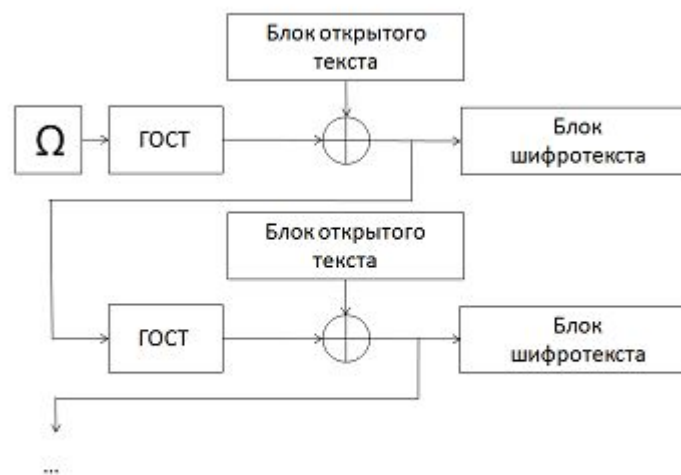 Блок открытого
текста
Ω
ГОСТ
Блок
шифротекста
Блок открытого
текста
ГОСТ
Блок
шифротекста
...